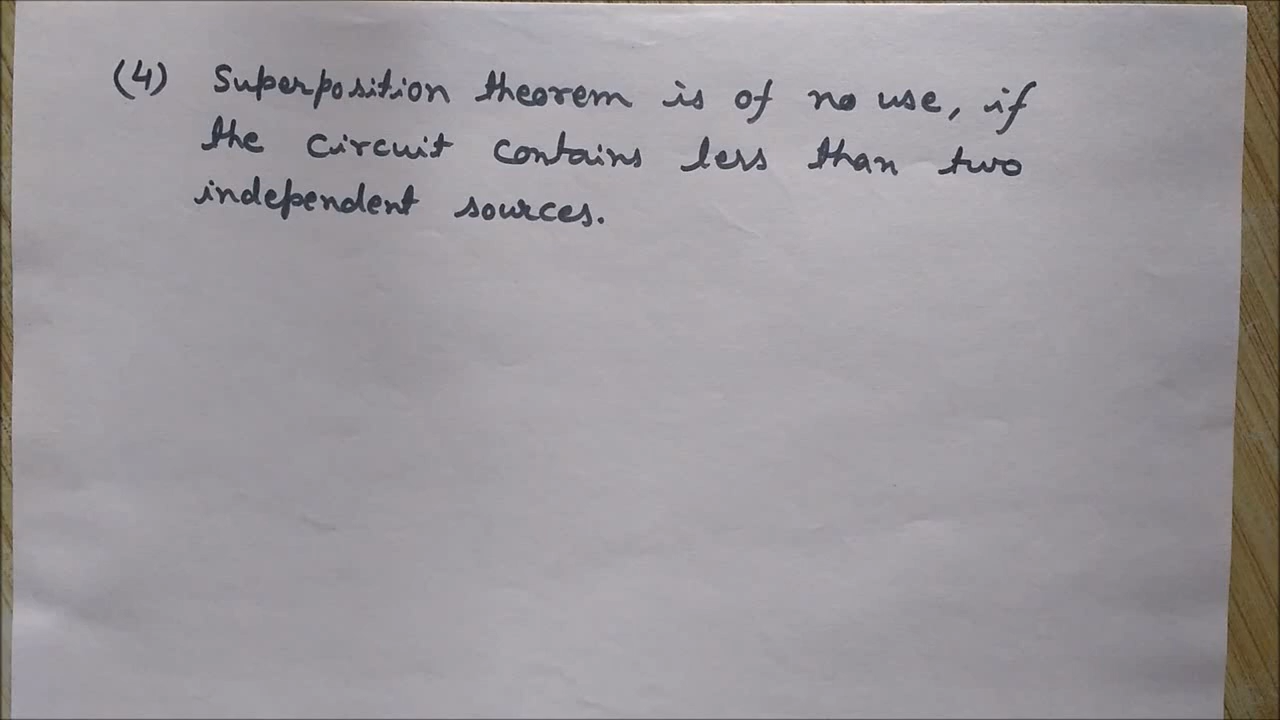 (4) Superposition theorem is of no use, if
the circuit contains less than two
independent sources.